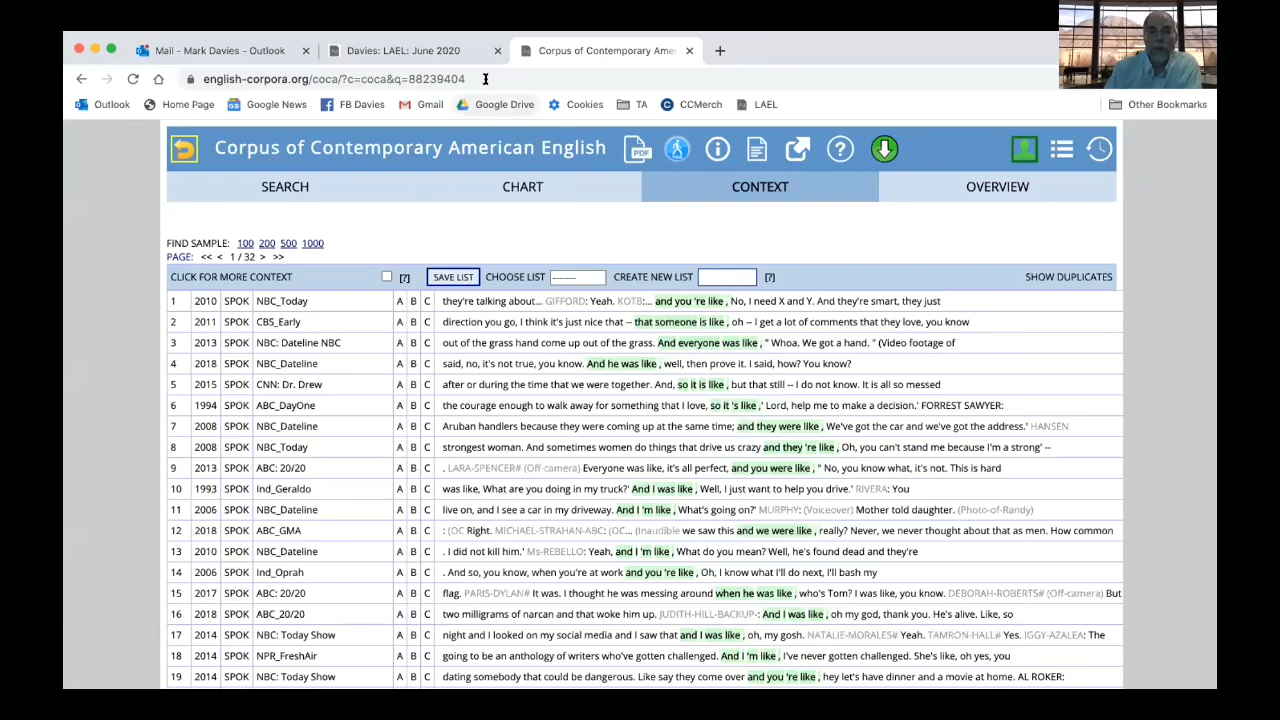 Mail - Mark Davies - Outlook
Davies: LAEL: June 2020
Corpus of Contemporary Ame
english-corpora.org/coca/?c=coca&q=88239404
Outlook Home Page Google News FB Davies Gmail Google Drive Cookies TA CCMerch LAEL Other Bookmarks
Corpus of Contemporary American English
PDF
SEARCH CHART CONTEXT OVERVIEW
FIND SAMPLE: 100 200 500 1000
PAGE: << < 1 / 32 > >>
CLICK FOR MORE CONTEXT [?] SAVE LIST CHOOSE LIST --------- CREATE NEW LIST [?] SHOW DUPLICATES
1 2010 SPOK NBC_Today A B C they're talking about... GIFFORD: Yeah. KOTB:... and you 're like , No, I need X and Y. And they're smart, they just
2 2011 SPOK CBS_Early A B C direction you go, I think it's just nice that -- that someone is like , oh -- I get a lot of comments that they love, you know
3 2013 SPOK NBC: Dateline NBC A B C out of the grass hand come up out of the grass. And everyone was like , " Whoa. We got a hand. " (Video footage of
4 2018 SPOK NBC_Dateline A B C said, no, it's not true, you know. And he was like , well, then prove it. I said, how? You know?
5 2015 SPOK CNN: Dr. Drew A B C after or during the time that we were together. And, so it is like , but that still -- I do not know. It is all so messed
6 1994 SPOK ABC_DayOne A B C the courage enough to walk away for something that I love, so it 's like ,' Lord, help me to make a decision.' FORREST SAWYER:
7 2008 SPOK NBC_Dateline A B C Aruban handlers because they were coming up at the same time; and they were like , We've got the car and we've got the address.' HANSEN
8 2008 SPOK NBC_Today A B C strongest woman. And sometimes women do things that drive us crazy and they 're like , Oh, you can't stand me because I'm a strong' --
9 2013 SPOK ABC: 20/20 A B C . LARA-SPENCER# (Off-camera) Everyone was like, it's all perfect, and you were like , " No, you know what, it's not. This is hard
10 1993 SPOK Ind_Geraldo A B C was like, What are you doing in my truck?' And I was like , Well, I just want to help you drive.' RIVERA: You
11 2006 SPOK NBC_Dateline A B C live on, and I see a car in my driveway. And I 'm like , What's going on?' MURPHY: (Voiceover) Mother told daughter. (Photo-of-Randy)
12 2018 SPOK ABC_GMA A B C : (OC Right. MICHAEL-STRAHAN-ABC: (OC... (Inaudible we saw this and we were like , really? Never, we never thought about that as men. How common
13 2010 SPOK NBC_Dateline A B C . I did not kill him.' Ms-REBELLO: Yeah, and I 'm like , What do you mean? Well, he's found dead and they're
14 2006 SPOK Ind_Oprah A B C . And so, you know, when you're at work and you 're like , Oh, I know what I'll do next, I'll bash my
15 2017 SPOK ABC: 20/20 A B C flag. PARIS-DYLAN# It was. I thought he was messing around when he was like , who's Tom? I was like, you know. DEBORAH-ROBERTS# (Off-camera) But
16 2018 SPOK ABC_20/20 A B C two milligrams of narcan and that woke him up. JUDITH-HILL-BACKUP-: And I was like , oh my god, thank you. He's alive. Like, so
17 2014 SPOK NBC: Today Show A B C night and I looked on my social media and I saw that and I was like , oh, my gosh. NATALIE-MORALES# Yeah. TAMRON-HALL# Yes. IGGY-AZALEA: The
18 2014 SPOK NPR_FreshAir A B C going to be an anthology of writers who've gotten challenged. And I 'm like , I've never gotten challenged. She's like, oh yes, you
19 2014 SPOK NBC: Today Show A B C dating somebody that could be dangerous. Like say they come over and you 're like , hey let's have dinner and a movie at home. AL ROKER: